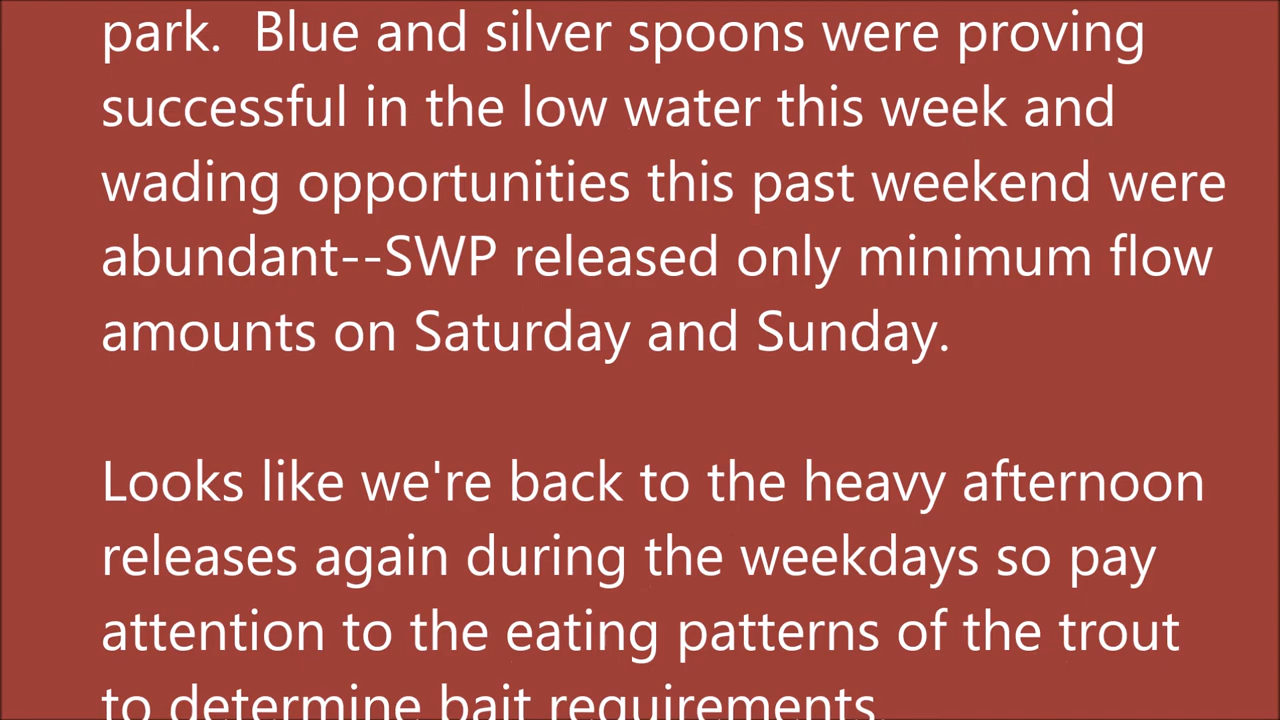 park.  Blue and silver spoons were proving
successful in the low water this week and
wading opportunities this past weekend were
abundant--SWP released only minimum flow
amounts on Saturday and Sunday.
Looks like we're back to the heavy afternoon
releases again during the weekdays so pay
attention to the eating patterns of the trout
to determine bait requirements.